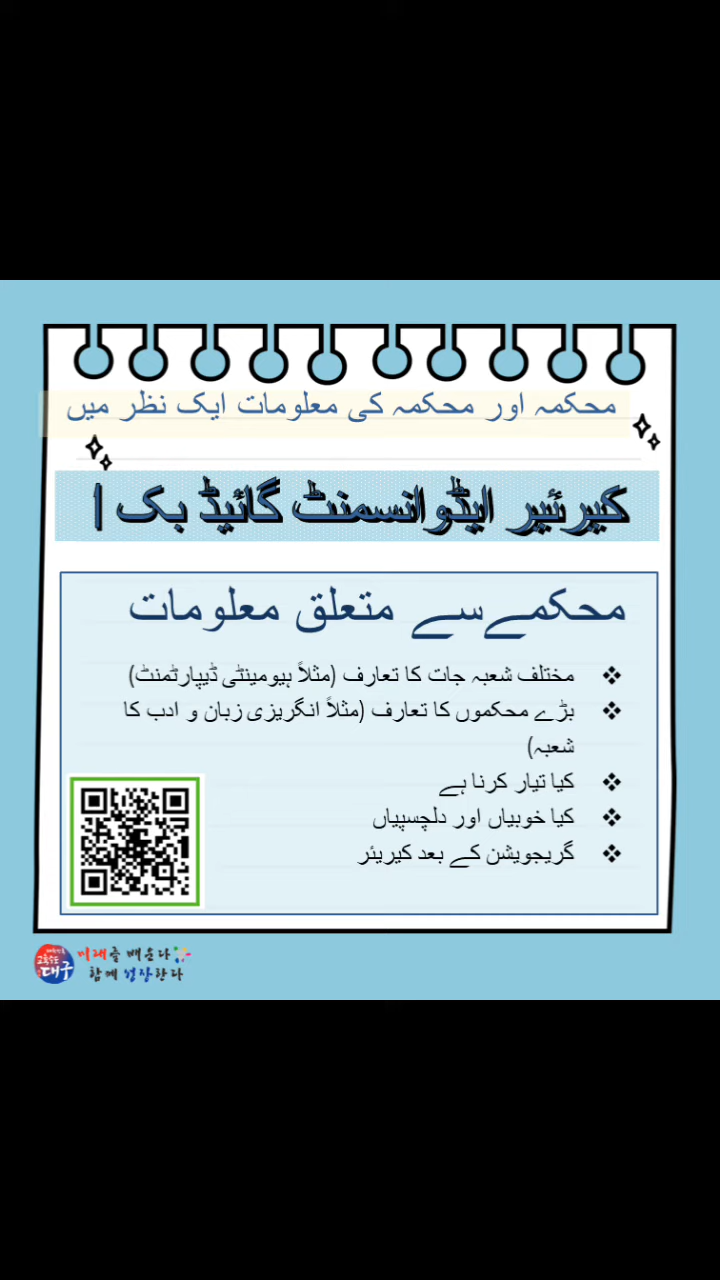 محکمہ اور محکمہ کی معلومات ایک نظر میں
کیرئیر ایڈوانسمنٹ گائیڈ بک |
محکمےسے متعلق معلومات
❖ مختلف شعبہ جات کا تعارف (مثلاً ہیومینٹی ڈیپارٹمنٹ)
❖ بڑے محکموں کا تعارف (مثلاً انگریزی زبان و ادب کا
شعبہ)
❖ کیا تیار کرنا ہے
❖ کیا خوبیاں اور دلچسپیاں
❖ گریجویشن کے بعد کیریئر
대구
미래를 배운다
함께 성장한다